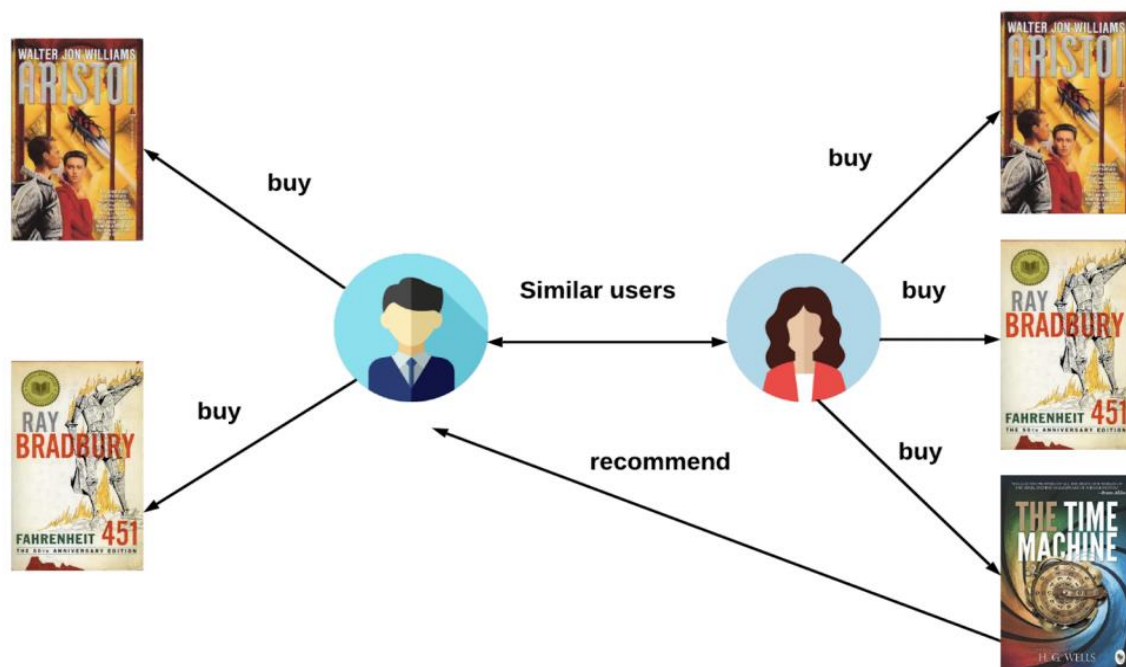 WALTER JON WILLIAMS
ARISTOI
buy
buy
RAY
BRADBURY
FAHRENHEIT 451
THE 50TH ANNIVERSARY EDITION
Similar users
recommend
buy
buy
buy
WALTER JON WILLIAMS
ARISTOI
RAY
BRADBURY
FAHRENHEIT 451
THE 50TH ANNIVERSARY EDITION
THE TIME
MACHINE
H. G. WELLS